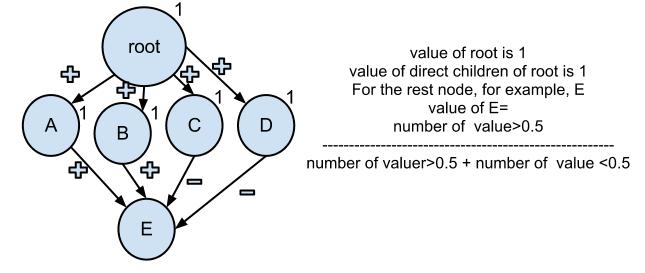 1
root
+ + + +
A 1 B 1 C 1 D 1
+ + – –
E
value of root is 1
value of direct children of root is 1
For the rest node, for example, E
value of E=
number of  value>0.5
------------------------------------------------------------
number of valuer>0.5 + number of  value <0.5